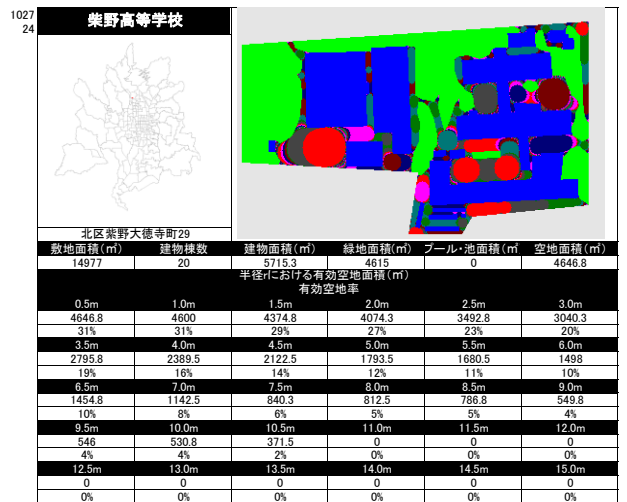 1027
24
柴野高等学校
北区紫野大徳寺町29
敷地面積(㎡) 建物棟数 建物面積(㎡) 緑地面積(㎡) プール・池面積(㎡ 空地面積(㎡)
14977 20 5715.3 4615 0 4646.8
半径rにおける有効空地面積(㎡)
有効空地率
0.5m 1.0m 1.5m 2.0m 2.5m 3.0m
4646.8 4600 4374.8 4074.3 3492.8 3040.3
31% 31% 29% 27% 23% 20%
3.5m 4.0m 4.5m 5.0m 5.5m 6.0m
2795.8 2389.5 2122.5 1793.5 1680.5 1498
19% 16% 14% 12% 11% 10%
6.5m 7.0m 7.5m 8.0m 8.5m 9.0m
1454.8 1142.5 840.3 812.5 786.8 549.8
10% 8% 6% 5% 5% 4%
9.5m 10.0m 10.5m 11.0m 11.5m 12.0m
546 530.8 371.5 0 0 0
4% 4% 2% 0% 0% 0%
12.5m 13.0m 13.5m 14.0m 14.5m 15.0m
0 0 0 0 0 0
0% 0% 0% 0% 0% 0%